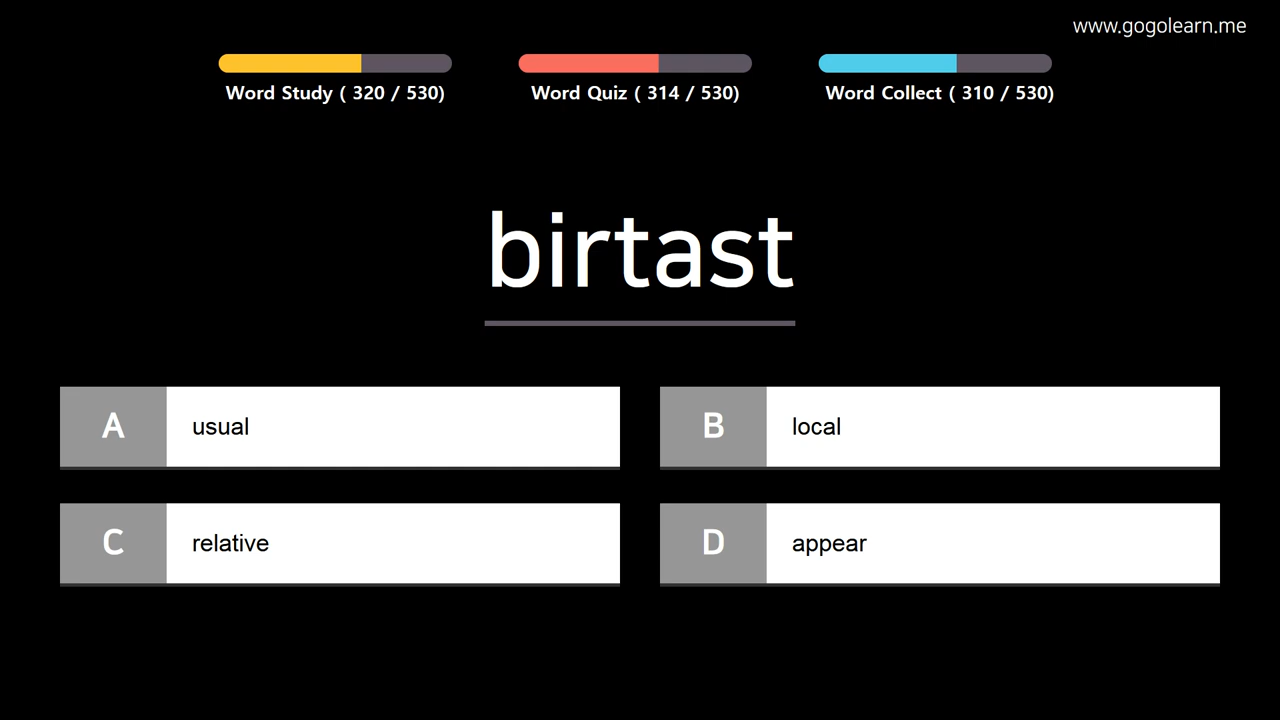 www.gogolearn.me
Word Study ( 320 / 530)
Word Quiz ( 314 / 530)
Word Collect ( 310 / 530)
birtast
A usual
B local
C relative
D appear